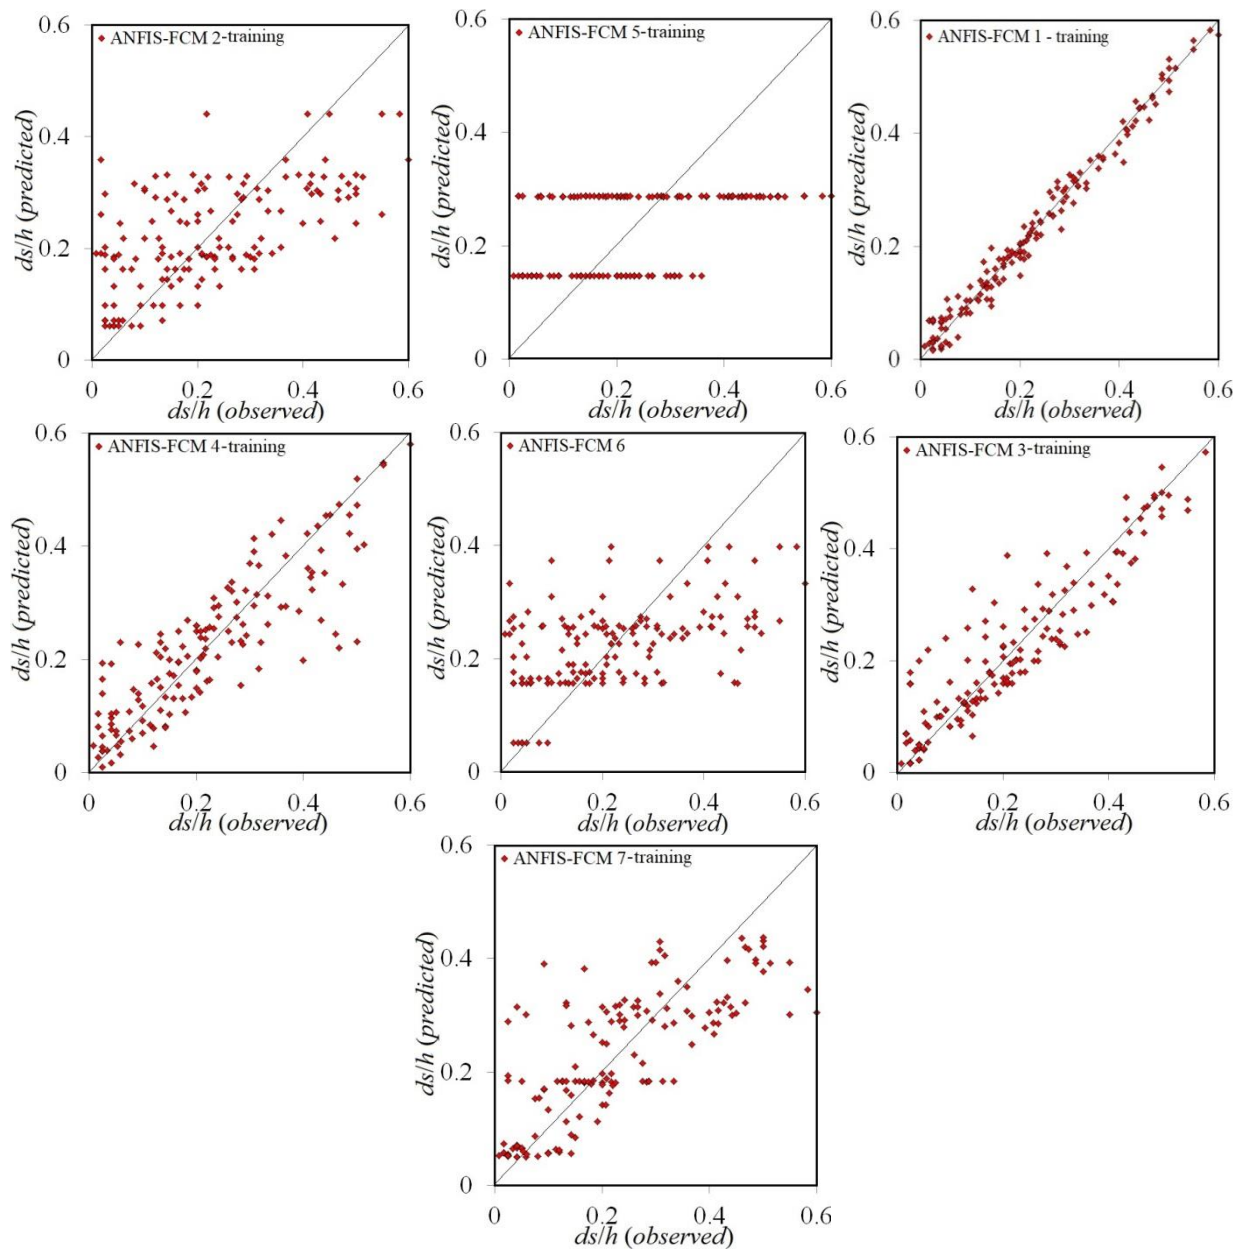 0.6
ANFIS-FCM 2-training
0.4
0.2
0
0
0.2
0.4
0.6
ds/h (predicted)
ds/h (observed)
0.6
ANFIS-FCM 5-training
0.4
0.2
0
0
0.2
0.4
0.6
ds/h (predicted)
ds/h (observed)
0.6
ANFIS-FCM 1 - training
0.4
0.2
0
0
0.2
0.4
0.6
ds/h (predicted)
ds/h (observed)
0.6
ANFIS-FCM 4-training
0.4
0.2
0
0
0.2
0.4
0.6
ds/h (predicted)
ds/h (observed)
0.6
ANFIS-FCM 6
0.4
0.2
0
0
0.2
0.4
0.6
ds/h (predicted)
ds/h (observed)
0.6
ANFIS-FCM 3-training
0.4
0.2
0
0
0.2
0.4
0.6
ds/h (predicted)
ds/h (observed)
0.6
ANFIS-FCM 7-training
0.4
0.2
0
0
0.2
0.4
0.6
ds/h (predicted)
ds/h (observed)